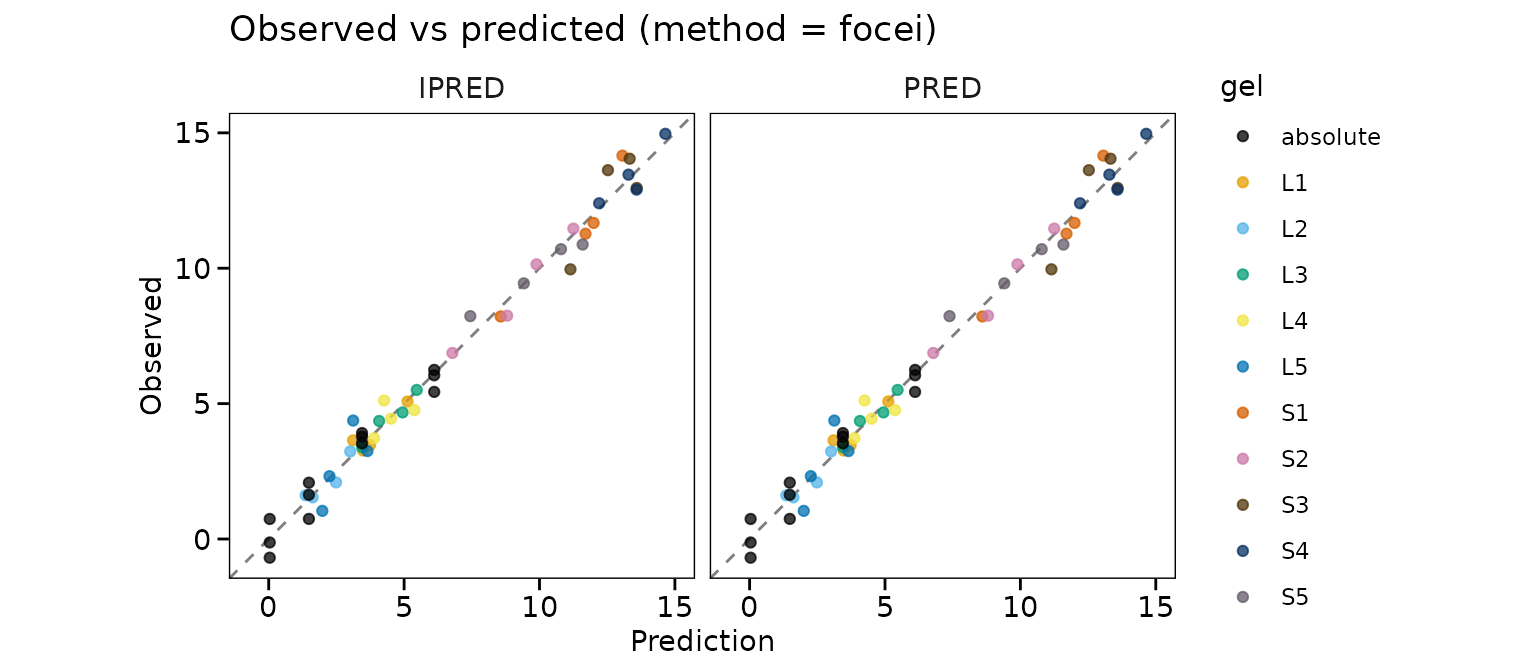 Observed vs predicted (method = focei)
IPRED
PRED
gel
absolute
L1
L2
L3
L4
L5
S1
S2
S3
S4
S5
Observed
15
10
5
0
0 5 10 15
0 5 10 15
Prediction